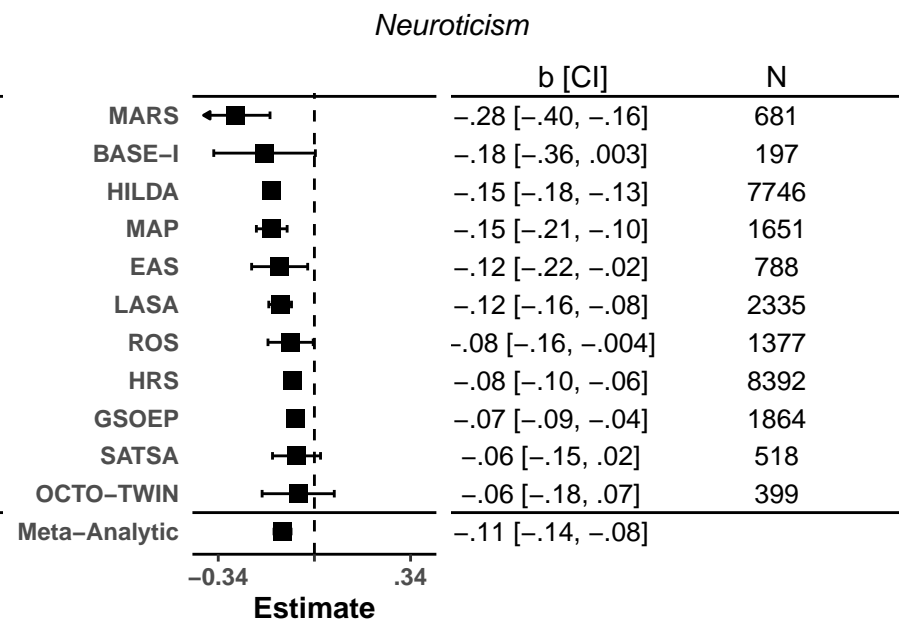 Neuroticism
b [CI] N
MARS −.28 [−.40, −.16] 681
BASE−I −.18 [−.36, .003] 197
HILDA −.15 [−.18, −.13] 7746
MAP −.15 [−.21, −.10] 1651
EAS −.12 [−.22, −.02] 788
LASA −.12 [−.16, −.08] 2335
ROS −.08 [−.16, −.004] 1377
HRS −.08 [−.10, −.06] 8392
GSOEP −.07 [−.09, −.04] 1864
SATSA −.06 [−.15, .02] 518
OCTO−TWIN −.06 [−.18, .07] 399
Meta−Analytic −.11 [−.14, −.08]
−0.34 .34
Estimate